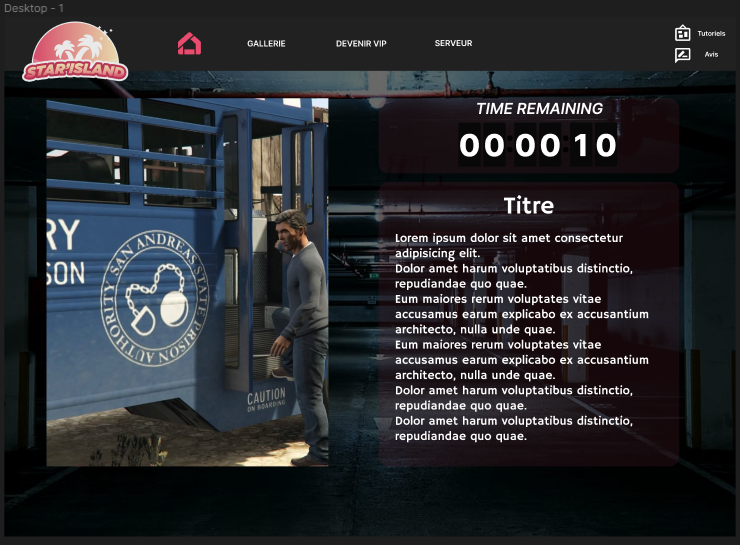 Desktop - 1
STAR'ISLAND
GALLERIE
DEVENIR VIP
SERVEUR
Tutoriels
Avis
TIME REMAINING
00:00:10
RY
SON
SAN ANDREAS STATE PRISON AUTHORITY
CAUTION
ON BOARDING
Titre
Lorem ipsum dolor sit amet consectetur
adipisicing elit.
Dolor amet harum voluptatibus distinctio,
repudiandae quo quae.
Eum maiores rerum voluptates vitae
accusamus earum explicabo ex accusantium
architecto, nulla unde quae.
Eum maiores rerum voluptates vitae
accusamus earum explicabo ex accusantium
architecto, nulla unde quae.
Dolor amet harum voluptatibus distinctio,
repudiandae quo quae.
Dolor amet harum voluptatibus distinctio,
repudiandae quo quae.